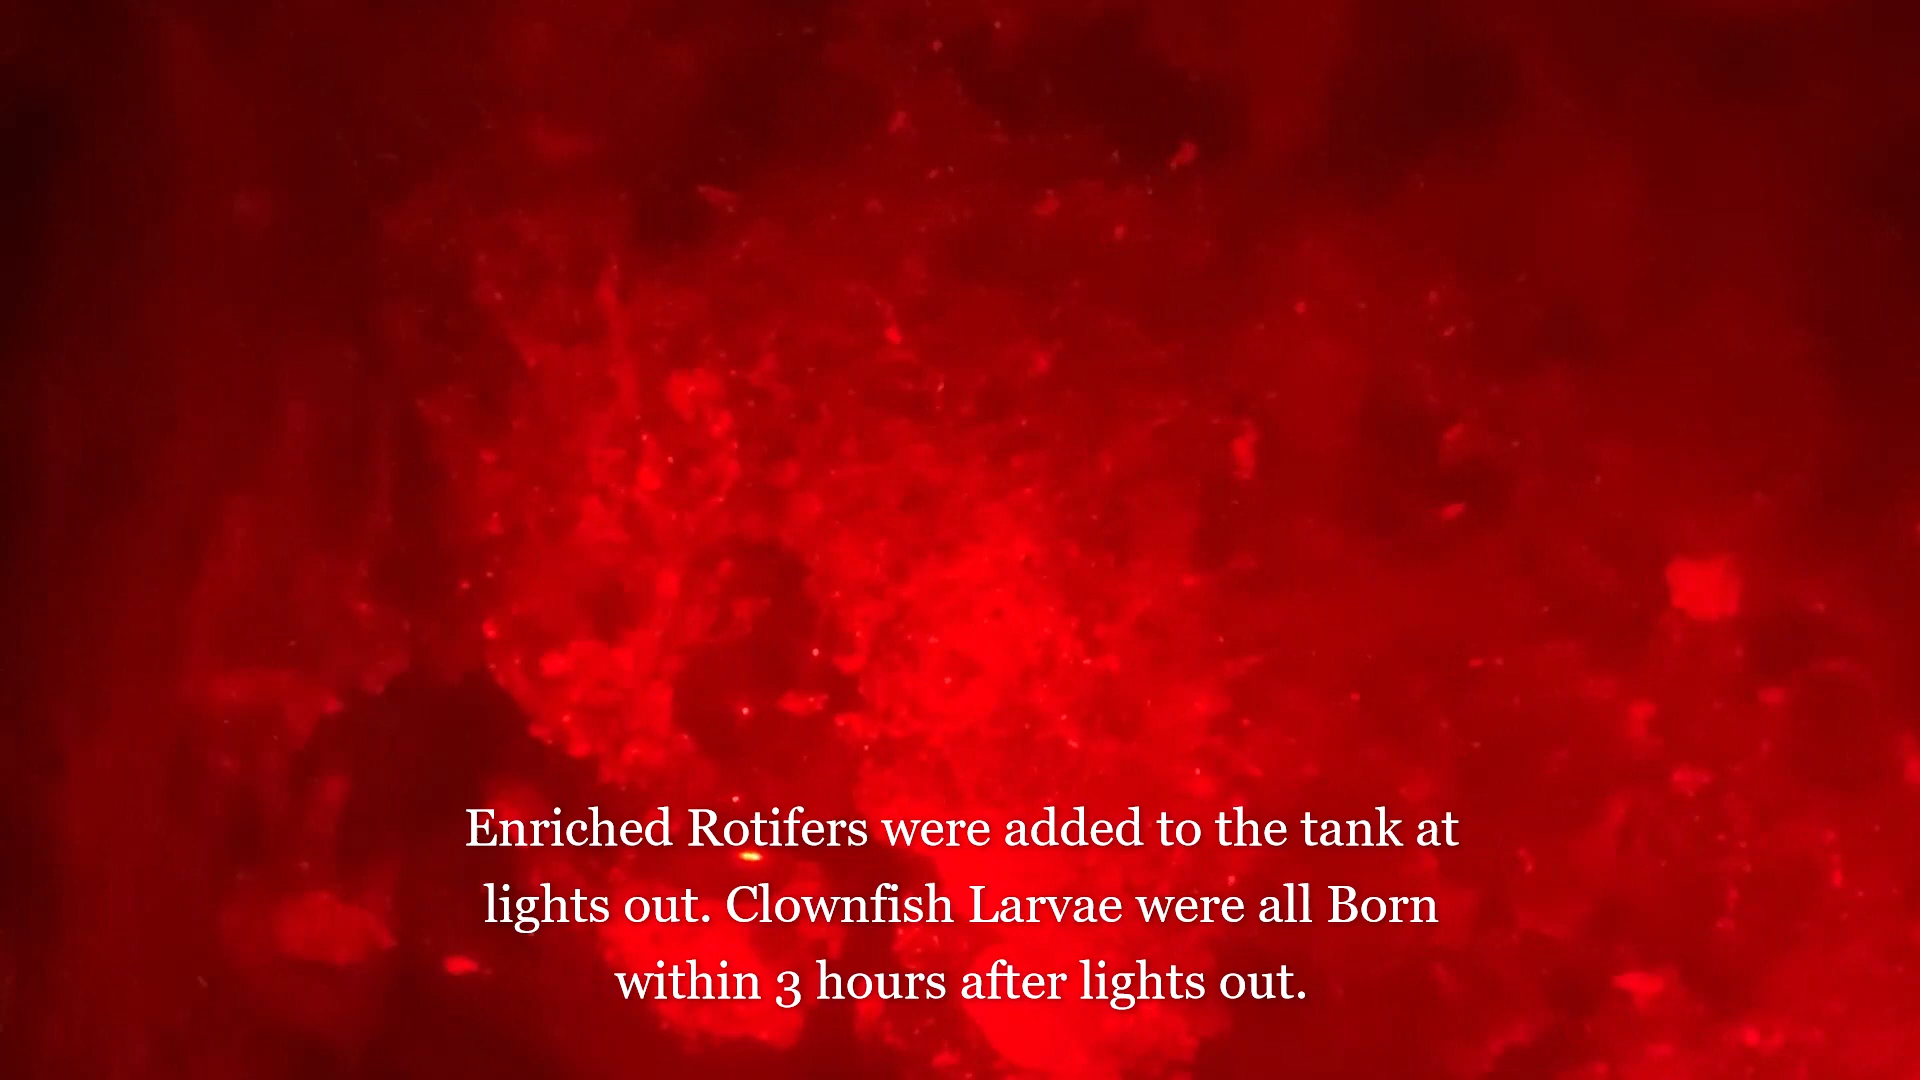 Enriched Rotifers were added to the tank at
lights out. Clownfish Larvae were all Born
within 3 hours after lights out.